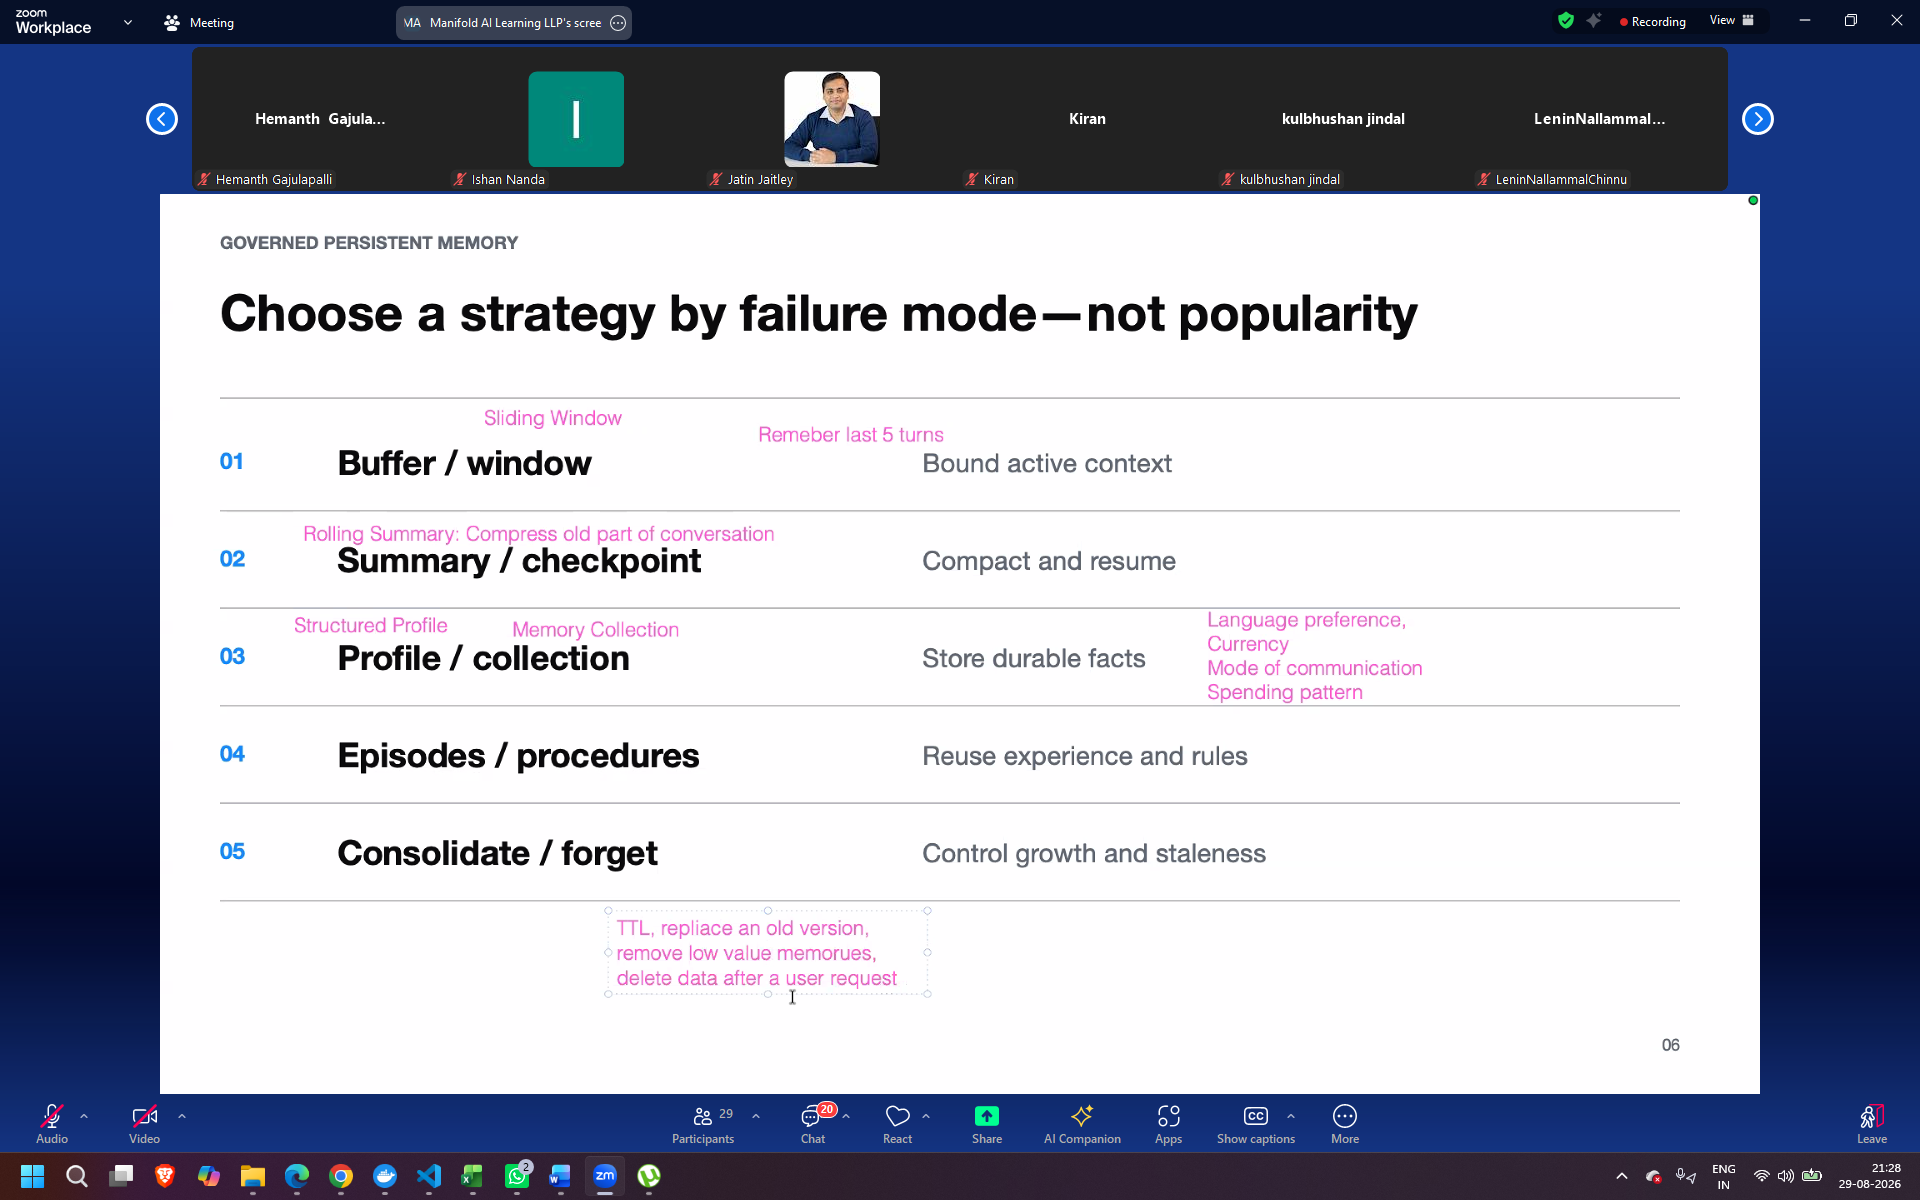 zoom
Workplace
Meeting
MA Manifold AI Learning LLP's scree
Recording
View
Hemanth Gajula...
I
Kiran
kulbhushan jindal
LeninNallammal...
Hemanth Gajulapalli
Ishan Nanda
Jatin Jaitley
Kiran
kulbhushan jindal
LeninNallammalChinnu
GOVERNED PERSISTENT MEMORY
Choose a strategy by failure mode—not popularity
Sliding Window
Remeber last 5 turns
01 Buffer / window Bound active context
Rolling Summary: Compress old part of conversation
02 Summary / checkpoint Compact and resume
Structured Profile Memory Collection
03 Profile / collection Store durable facts
Language preference,
Currency
Mode of communication
Spending pattern
04 Episodes / procedures Reuse experience and rules
05 Consolidate / forget Control growth and staleness
TTL, repliace an old version,
remove low value memorues,
delete data after a user request
06
Audio
Video
29
Participants
20
Chat
React
Share
AI Companion
Apps
CC
Show captions
More
Leave
2
zm
ENG
IN
21:28
29-08-2026